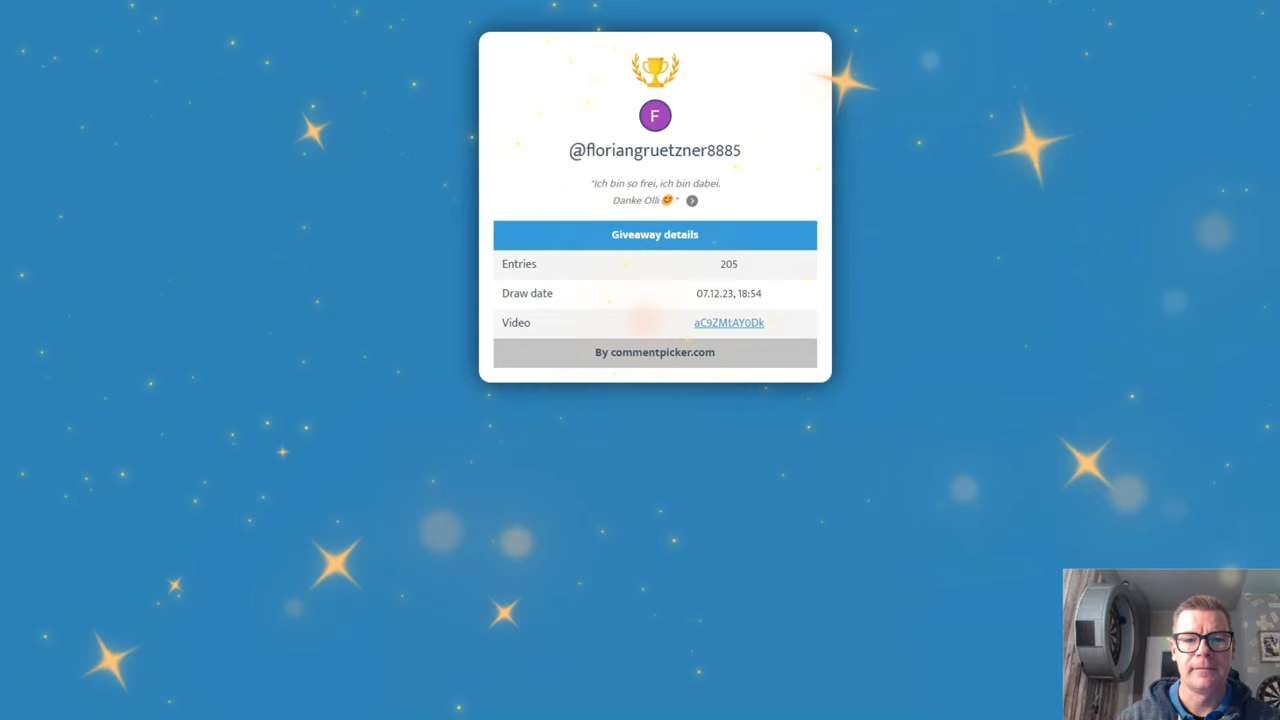 F
@floriangruetzner8885
"Ich bin so frei, ich bin dabei.
Danke Olli 🥰 "
Giveaway details
Entries 205
Draw date 07.12.23, 18:54
Video aC9ZMtAY0Dk
By commentpicker.com